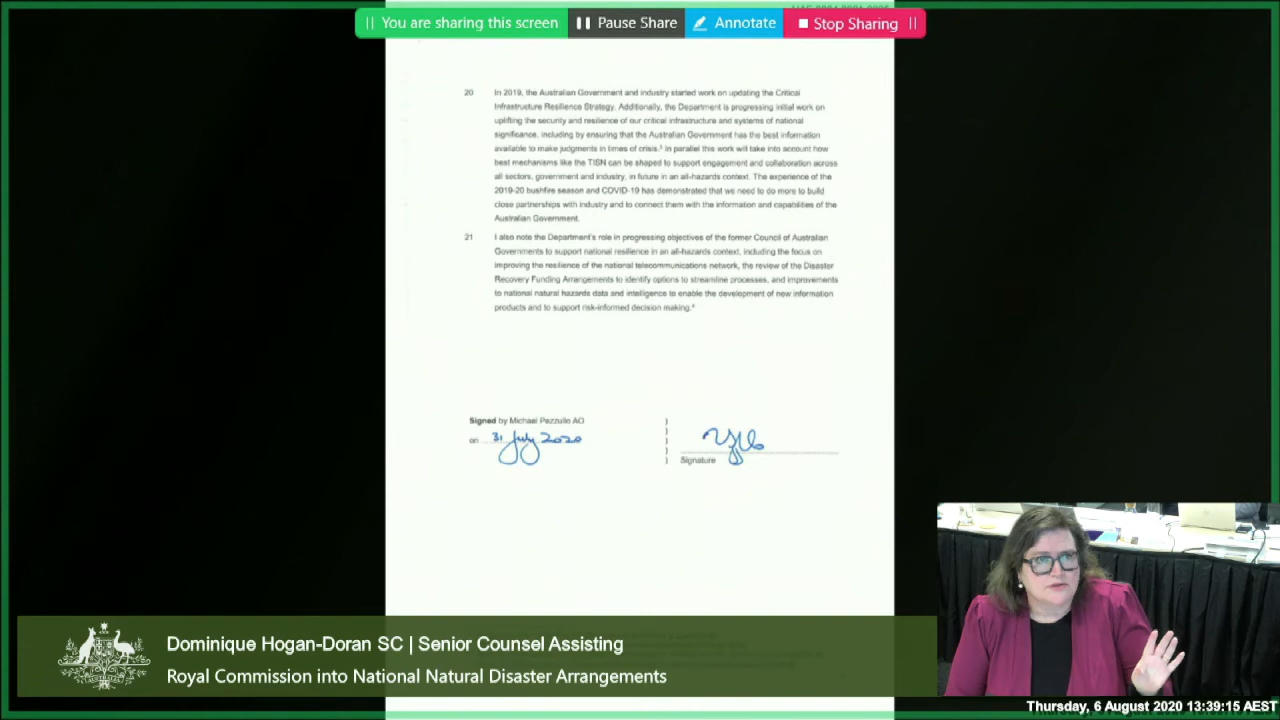 You are sharing this screen
Pause Share
Annotate
Stop Sharing
20 In 2019, the Australian Government and industry started work on updating the Critical
Infrastructure Resilience Strategy. Additionally, the Department is progressing initial work on
uplifting the security and resilience of our critical infrastructure and systems of national
significance, including by ensuring that the Australian Government has the best information
available to make judgments in times of crisis.³ In parallel this work will take into account how
best mechanisms like the TISN can be shaped to support engagement and collaboration across
all sectors, government and industry, in future in an all-hazards context. The experience of the
2019-20 bushfire season and COVID-19 has demonstrated that we need to do more to build
close partnerships with industry and to connect them with the information and capabilities of the
Australian Government.
21 I also note the Department's role in progressing objectives of the former Council of Australian
Governments to support national resilience in an all-hazards context, including the focus on
improving the resilience of the national telecommunications network, the review of the Disaster
Recovery Funding Arrangements to identify options to streamline processes, and improvements
to national natural hazards data and intelligence to enable the development of new information
products and to support risk-informed decision making.⁴
Signed by Michael Pezzullo AO
on 31 July 2020
Signature
Dominique Hogan-Doran SC | Senior Counsel Assisting
Royal Commission into National Natural Disaster Arrangements
Thursday, 6 August 2020 13:39:15 AEST